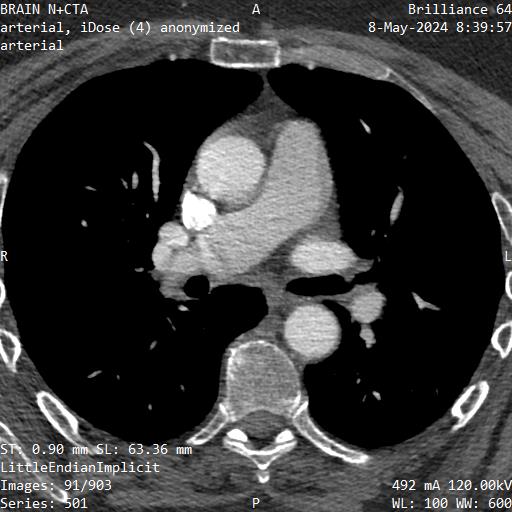 BRAIN N+CTA
A
Brilliance 64
arterial, iDose (4) anonymized
8-May-2024 8:39:57
arterial
R
L
ST: 0.90 mm SL: 63.36 mm
LittleEndianImplicit
Images: 91/903
492 mA 120.00kV
Series: 501
P
WL: 100 WW: 600